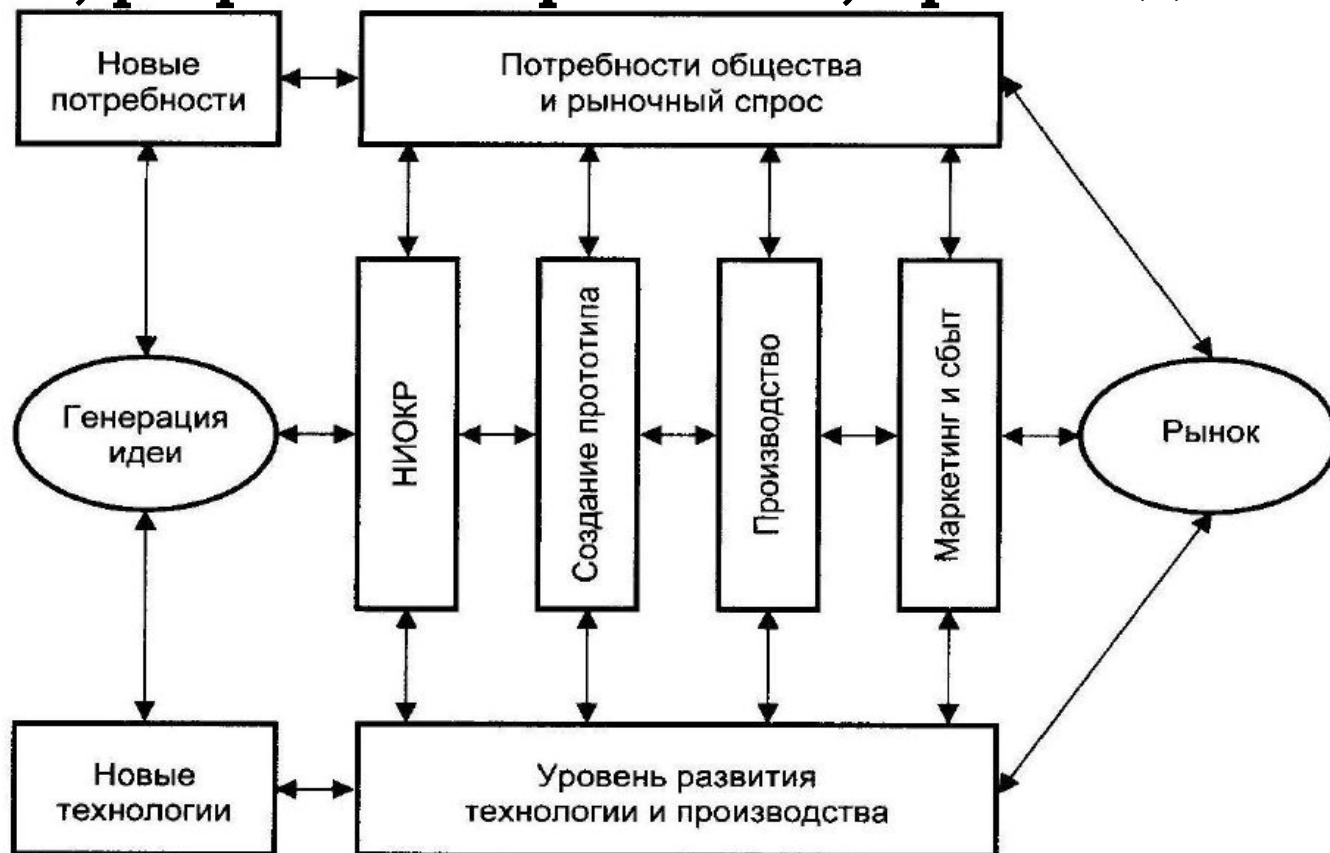 Новые
потребности
Потребности общества
и рыночный спрос
Генерация
идеи
НИОКР
Создание прототипа
Производство
Маркетинг и сбыт
Рынок
Новые
технологии
Уровень развития
технологии и производства